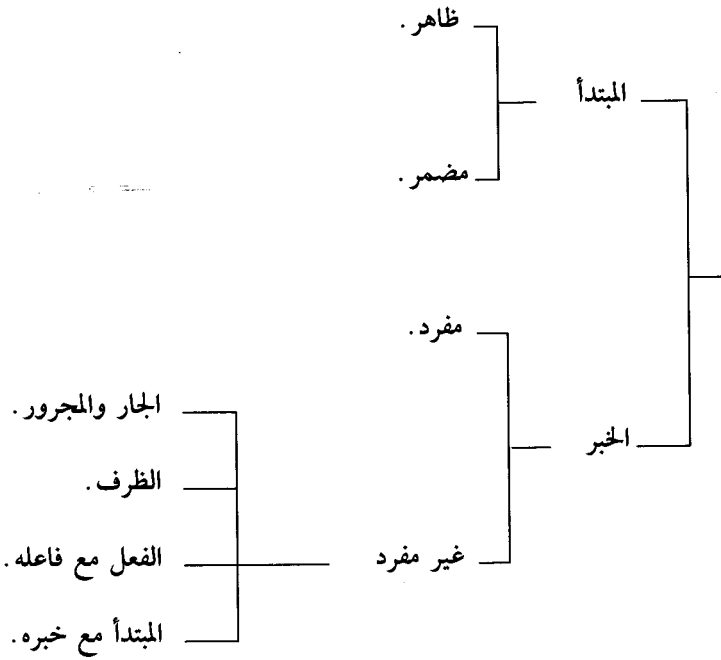 ظاهر.
المبتدأ
مضمر.
مفرد.
الجار والمجرور.
الخبر
الظرف.
غير مفرد
الفعل مع فاعله.
المبتدأ مع خبره.